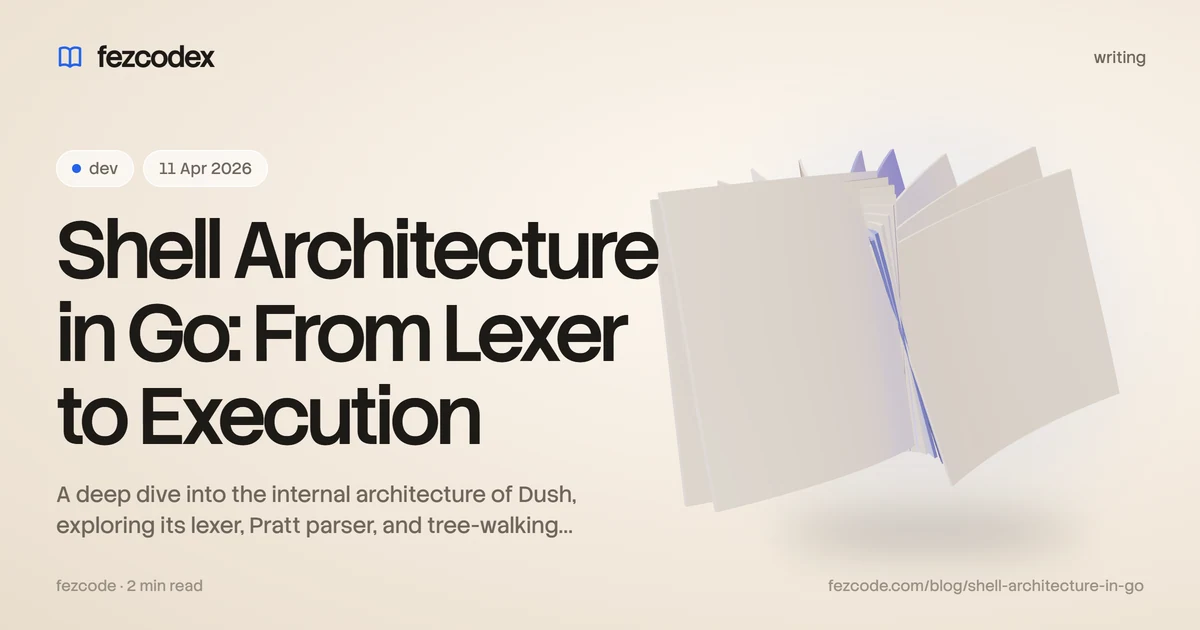 fezcodex
writing
dev
11 Apr 2026
Shell Architecture
in Go: From Lexer
to Execution
A deep dive into the internal architecture of Dush,
exploring its lexer, Pratt parser, and tree-walking...
fezcode · 2 min read
fezcode.com/blog/shell-architecture-in-go